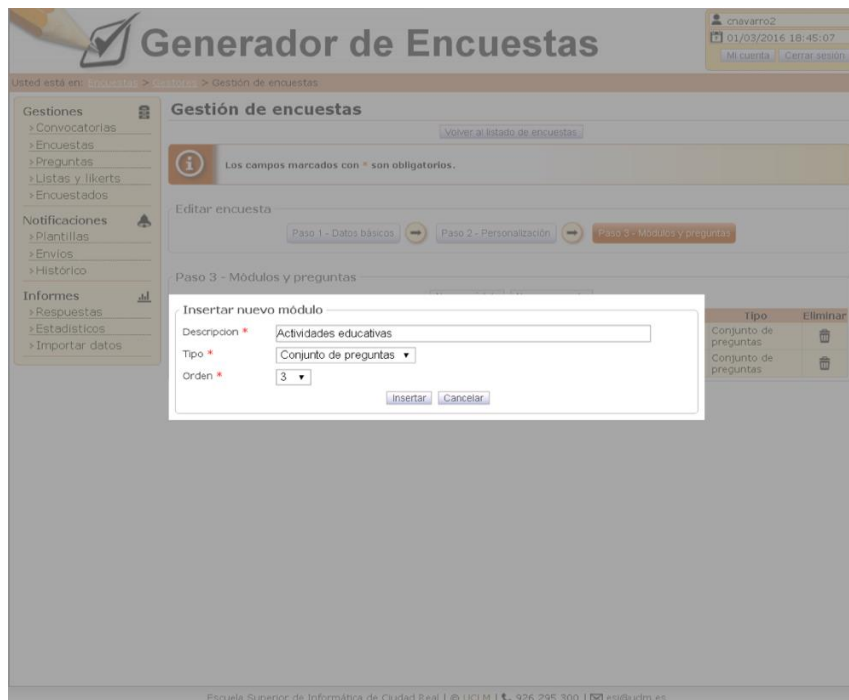 Generador de Encuestas
cnavarro2
01/03/2016 18:45:07
Mi cuenta Cerrar sesión
Usted está en: Encuestas > Gestores > Gestión de encuestas
Gestiones
» Convocatorias
» Encuestas
» Preguntas
» Listas y likerts
» Encuestados
Notificaciones
» Plantillas
» Envíos
» Histórico
Informes
» Respuestas
» Estadísticos
» Importar datos
Gestión de encuestas
Volver al listado de encuestas
Los campos marcados con * son obligatorios.
Editar encuesta
Paso 1 - Datos básicos Paso 2 - Personalización Paso 3 - Módulos y preguntas
Paso 3 - Módulos y preguntas
Tipo Eliminar
Conjunto de preguntas
Conjunto de preguntas
Insertar nuevo módulo
Descripcion * Actividades educativas
Tipo * Conjunto de preguntas
Orden * 3
Insertar Cancelar
Escuela Superior de Informática de Ciudad Real | © UCLM | 926 295 300 |